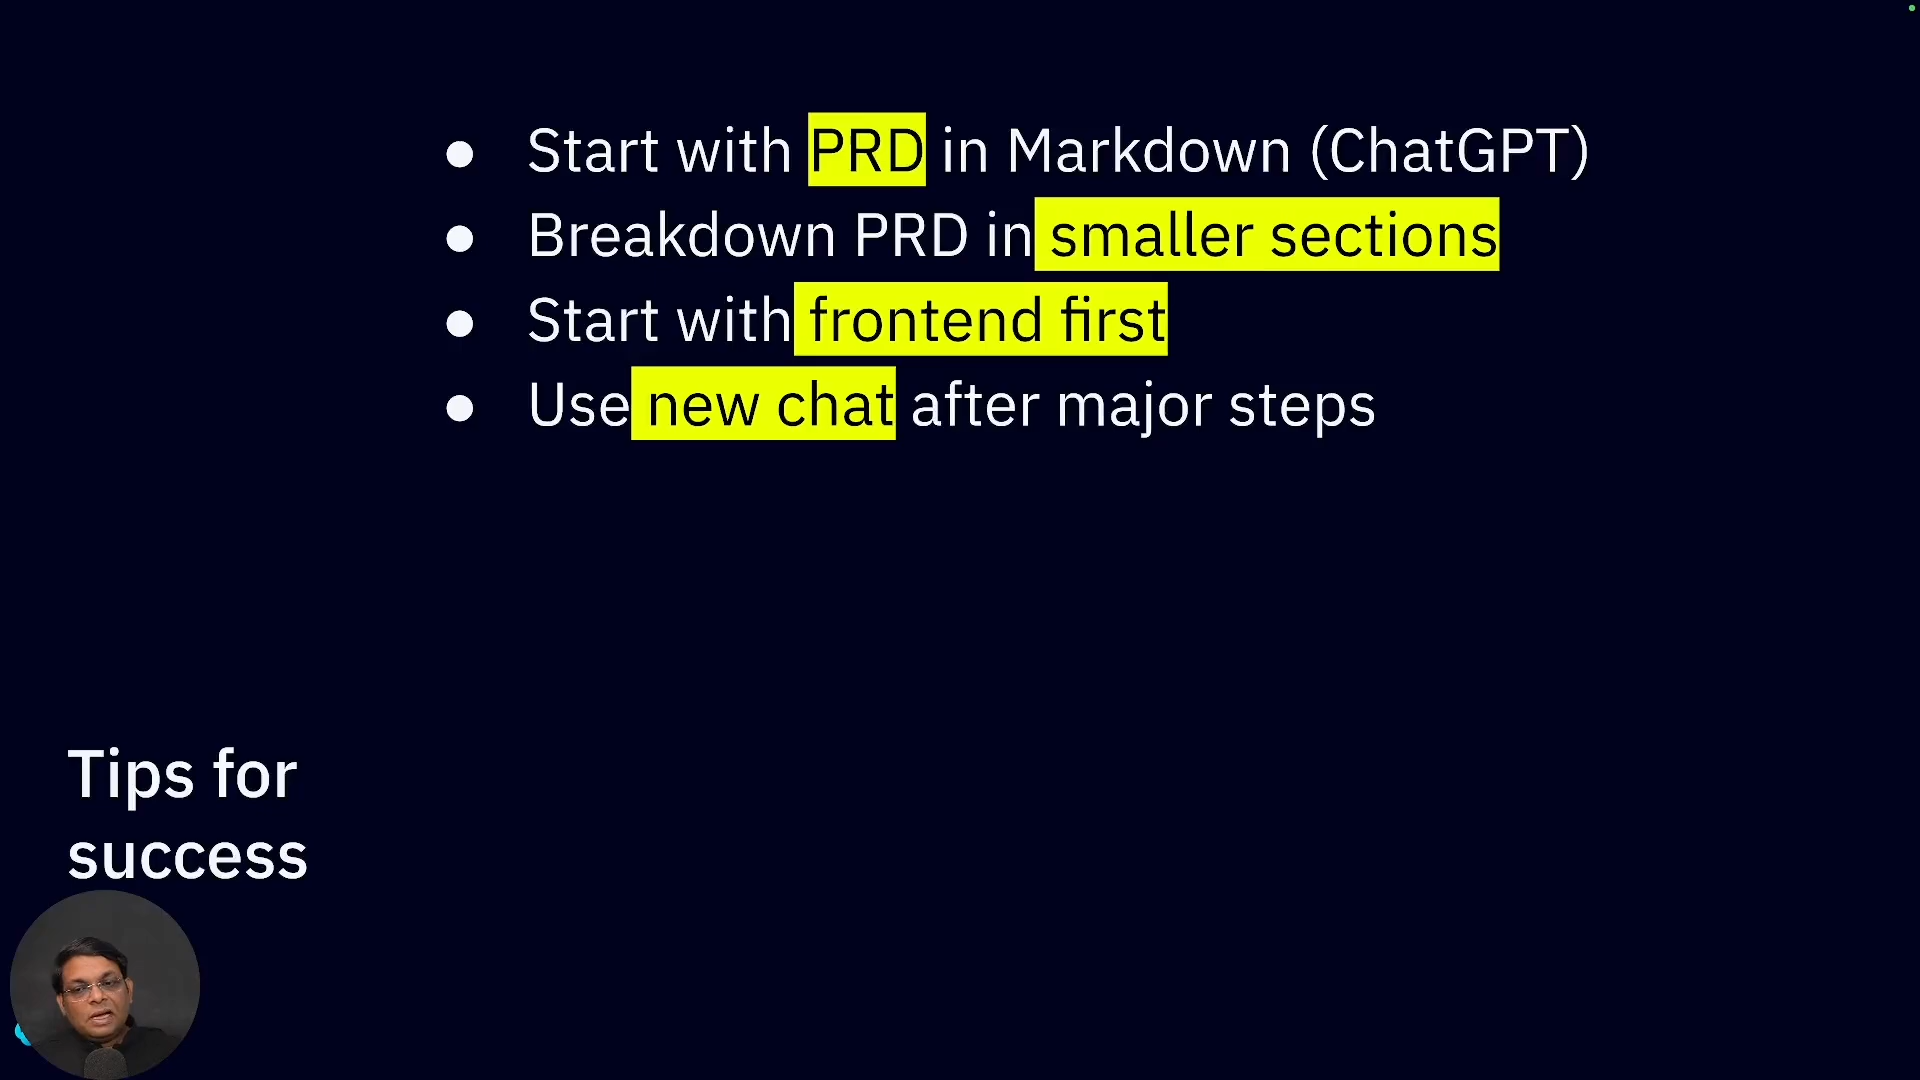 ● Start with PRD in Markdown (ChatGPT)
● Breakdown PRD in smaller sections
● Start with frontend first
● Use new chat after major steps
Tips for
success